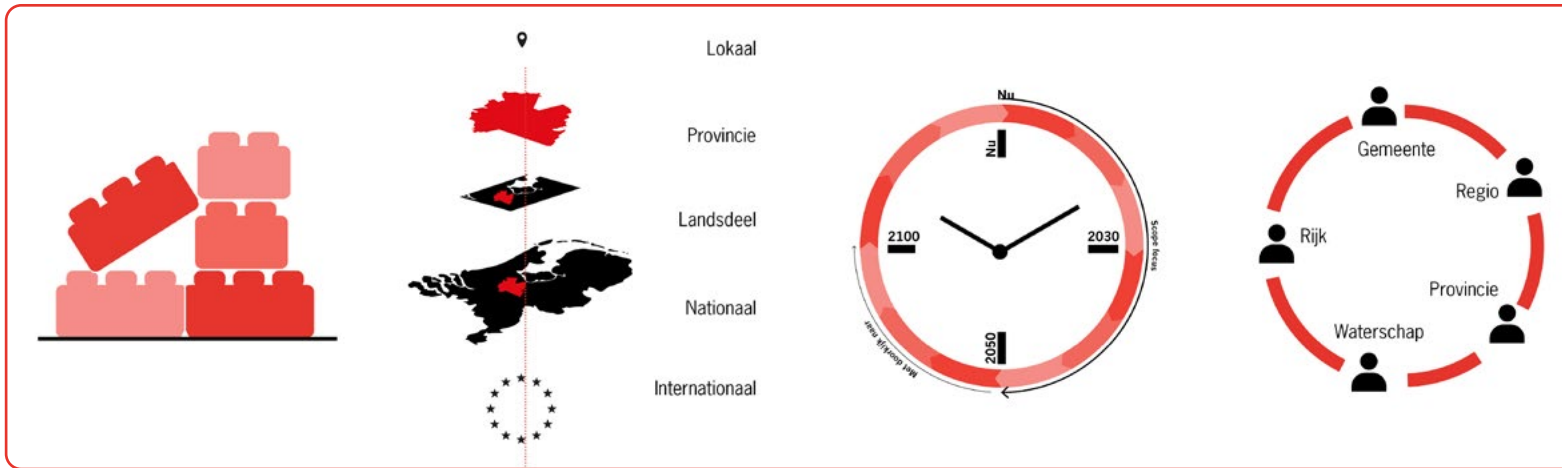 Lokaal
Provincie
Landsdeel
Nationaal
Internationaal
Nu
Nu
2100
2030
2050
Scope focus
Met doorkijk naar
Gemeente
Regio
Rijk
Provincie
Waterschap